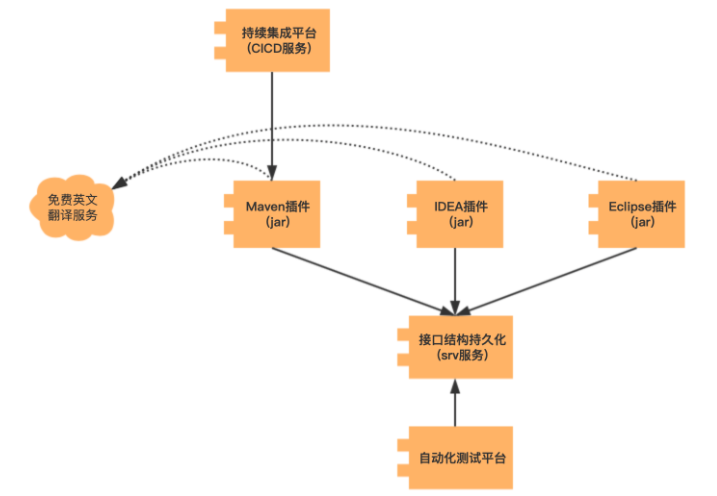 持续集成平台
（CICD服务）
免费英文
翻译服务
Maven插件
（jar）
IDEA插件
（jar）
Eclipse插件
（jar）
接口结构持久化
（srv服务）
自动化测试平台